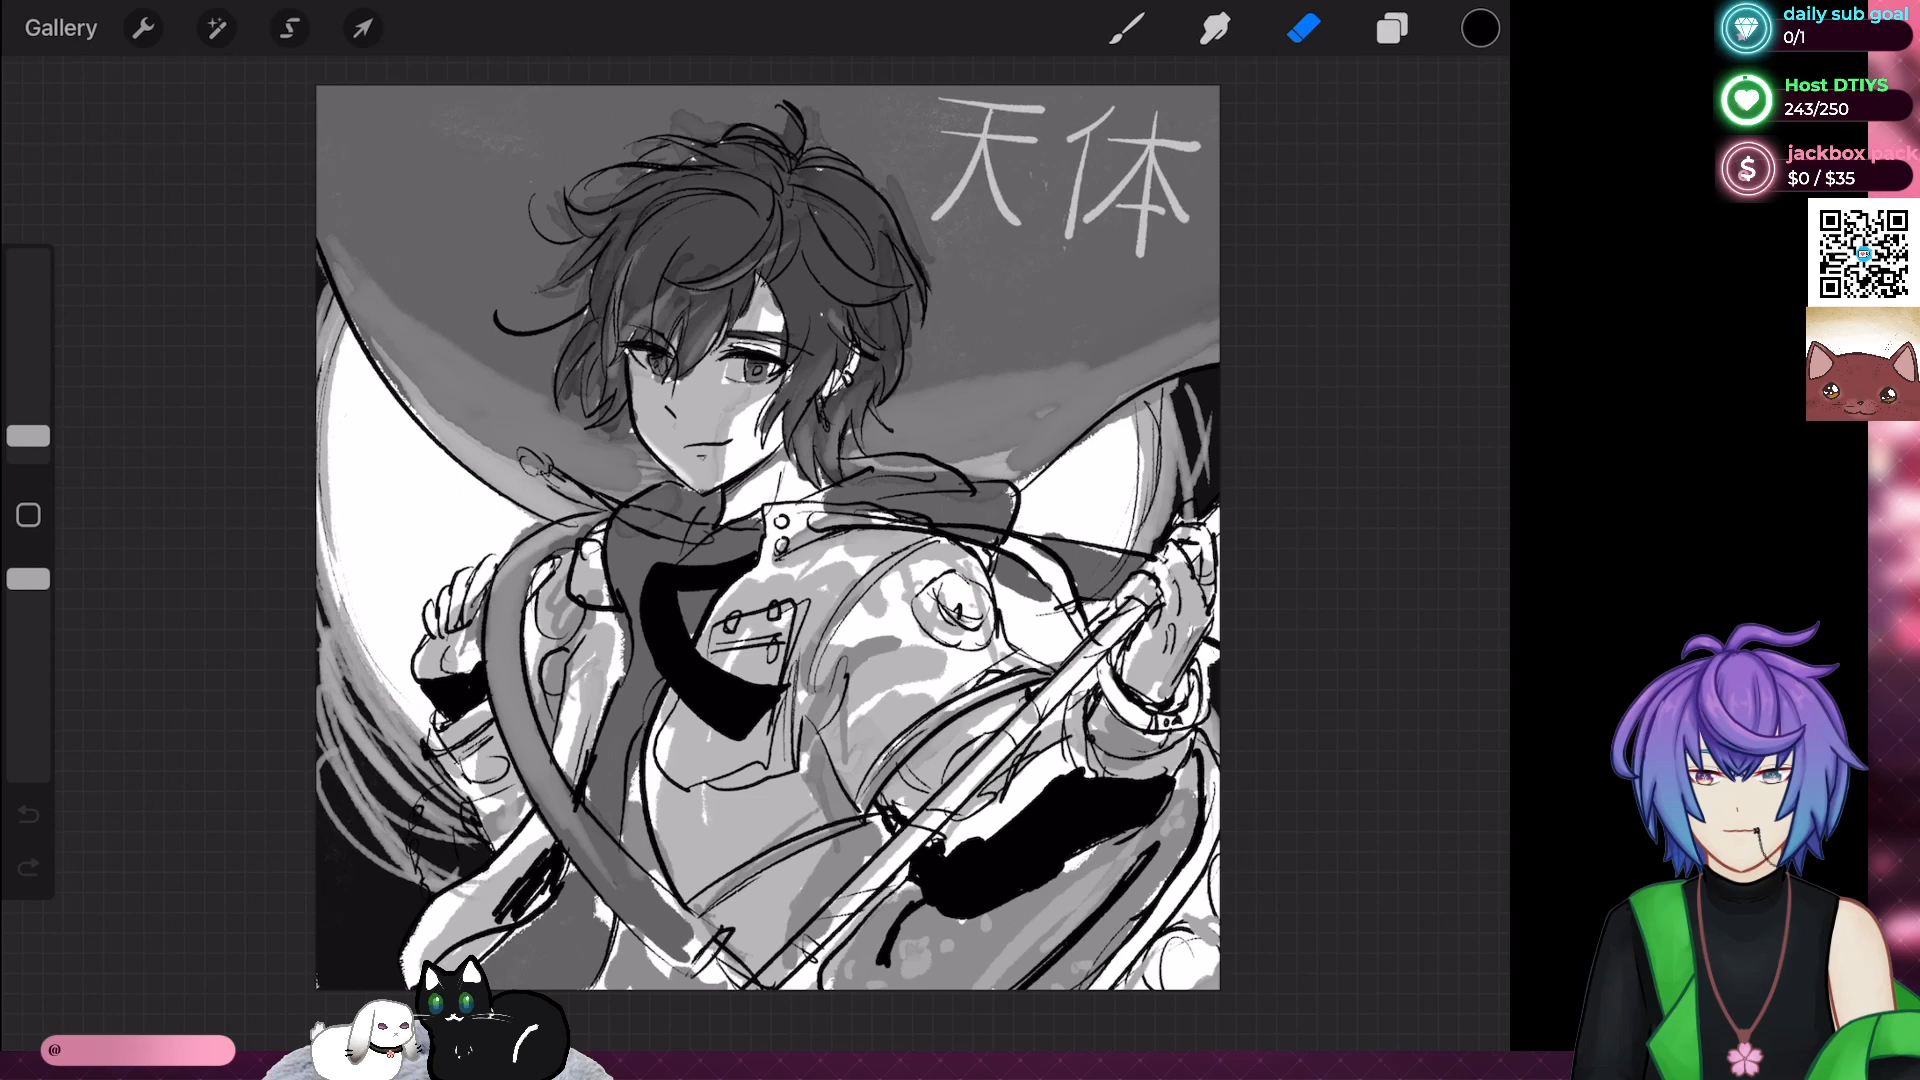 Gallery
天体
daily sub goal
0/1
Host DTIYS
243/250
jackbox pack
$0 / $35
@